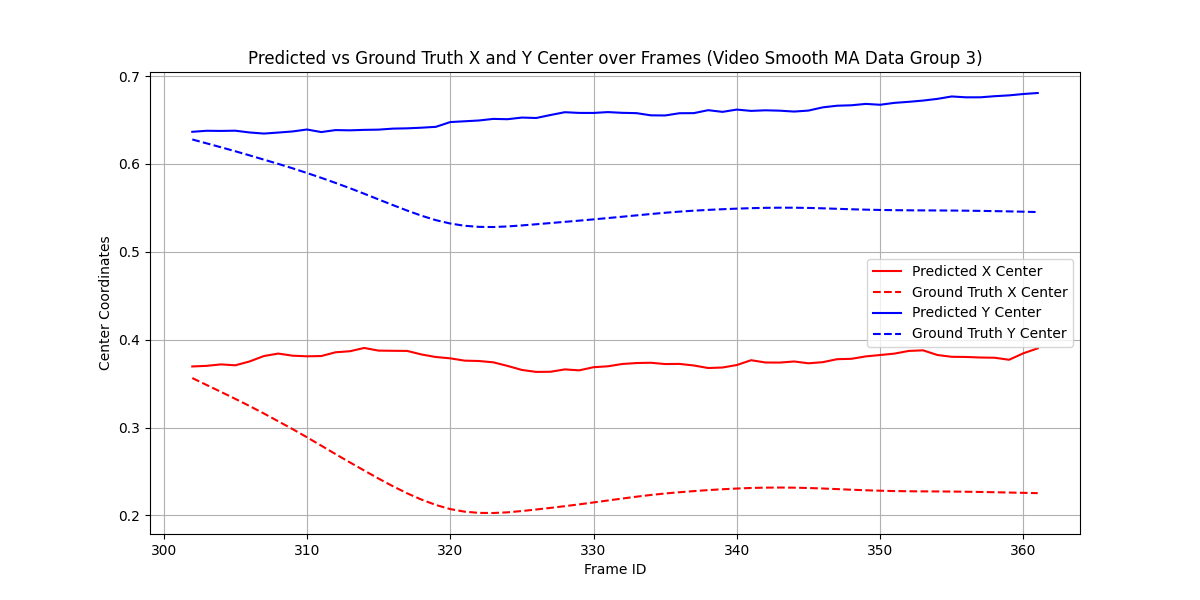 Predicted vs Ground Truth X and Y Center over Frames (Video Smooth MA Data Group 3)
Center Coordinates
0.7
0.6
0.5
0.4
0.3
0.2
Predicted X Center
Ground Truth X Center
Predicted Y Center
Ground Truth Y Center
300 310 320 330 340 350 360
Frame ID